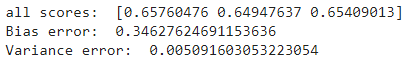 all scores:  [0.65760476 0.64947637 0.65409013]
Bias error:  0.34627624691153636
Variance error:  0.005091603053223054